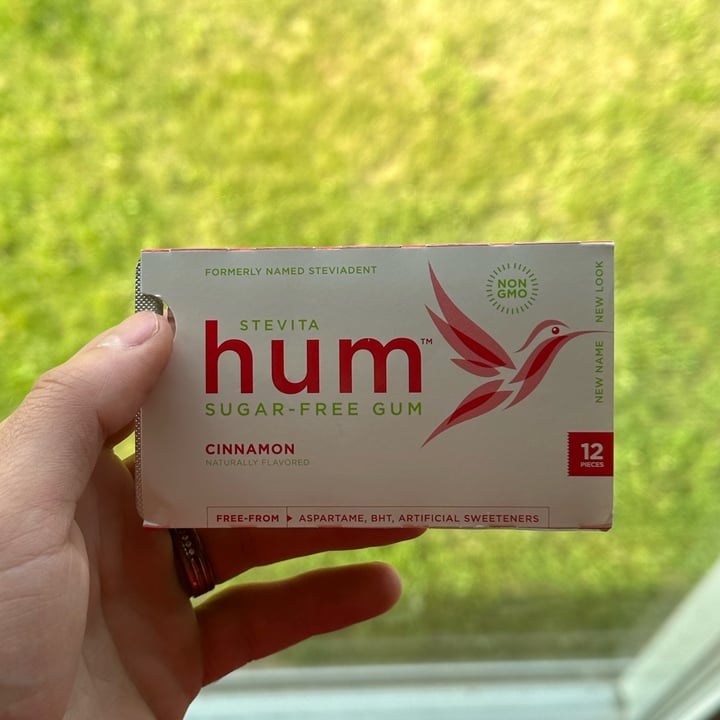 FORMERLY NAMED STEVIADENT
NON
GMO
NEW NAME NEW LOOK
STEVITA
hum™
SUGAR-FREE GUM
CINNAMON
NATURALLY FLAVORED
12
PIECES
FREE-FROM ▶ ASPARTAME, BHT, ARTIFICIAL SWEETENERS